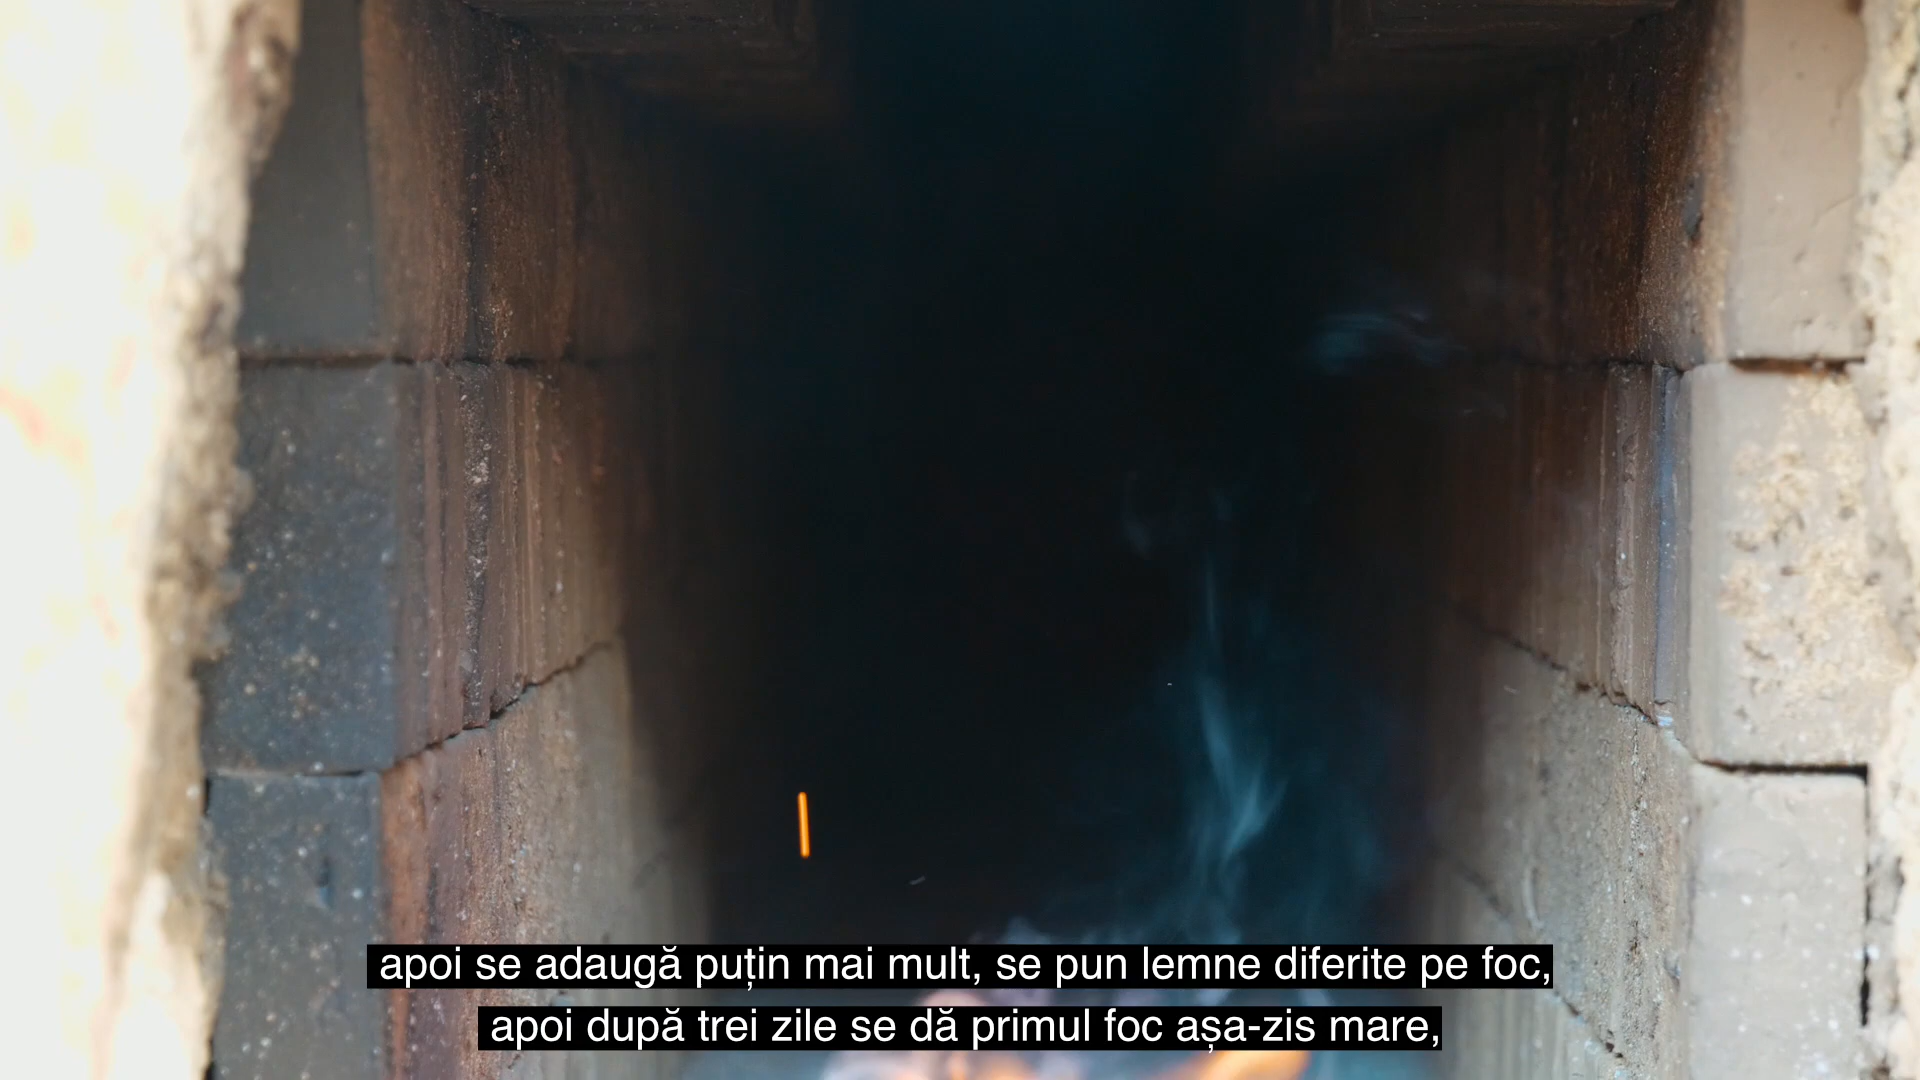 apoi se adaugă puțin mai mult, se pun lemne diferite pe foc,
apoi după trei zile se dă primul foc așa-zis mare,